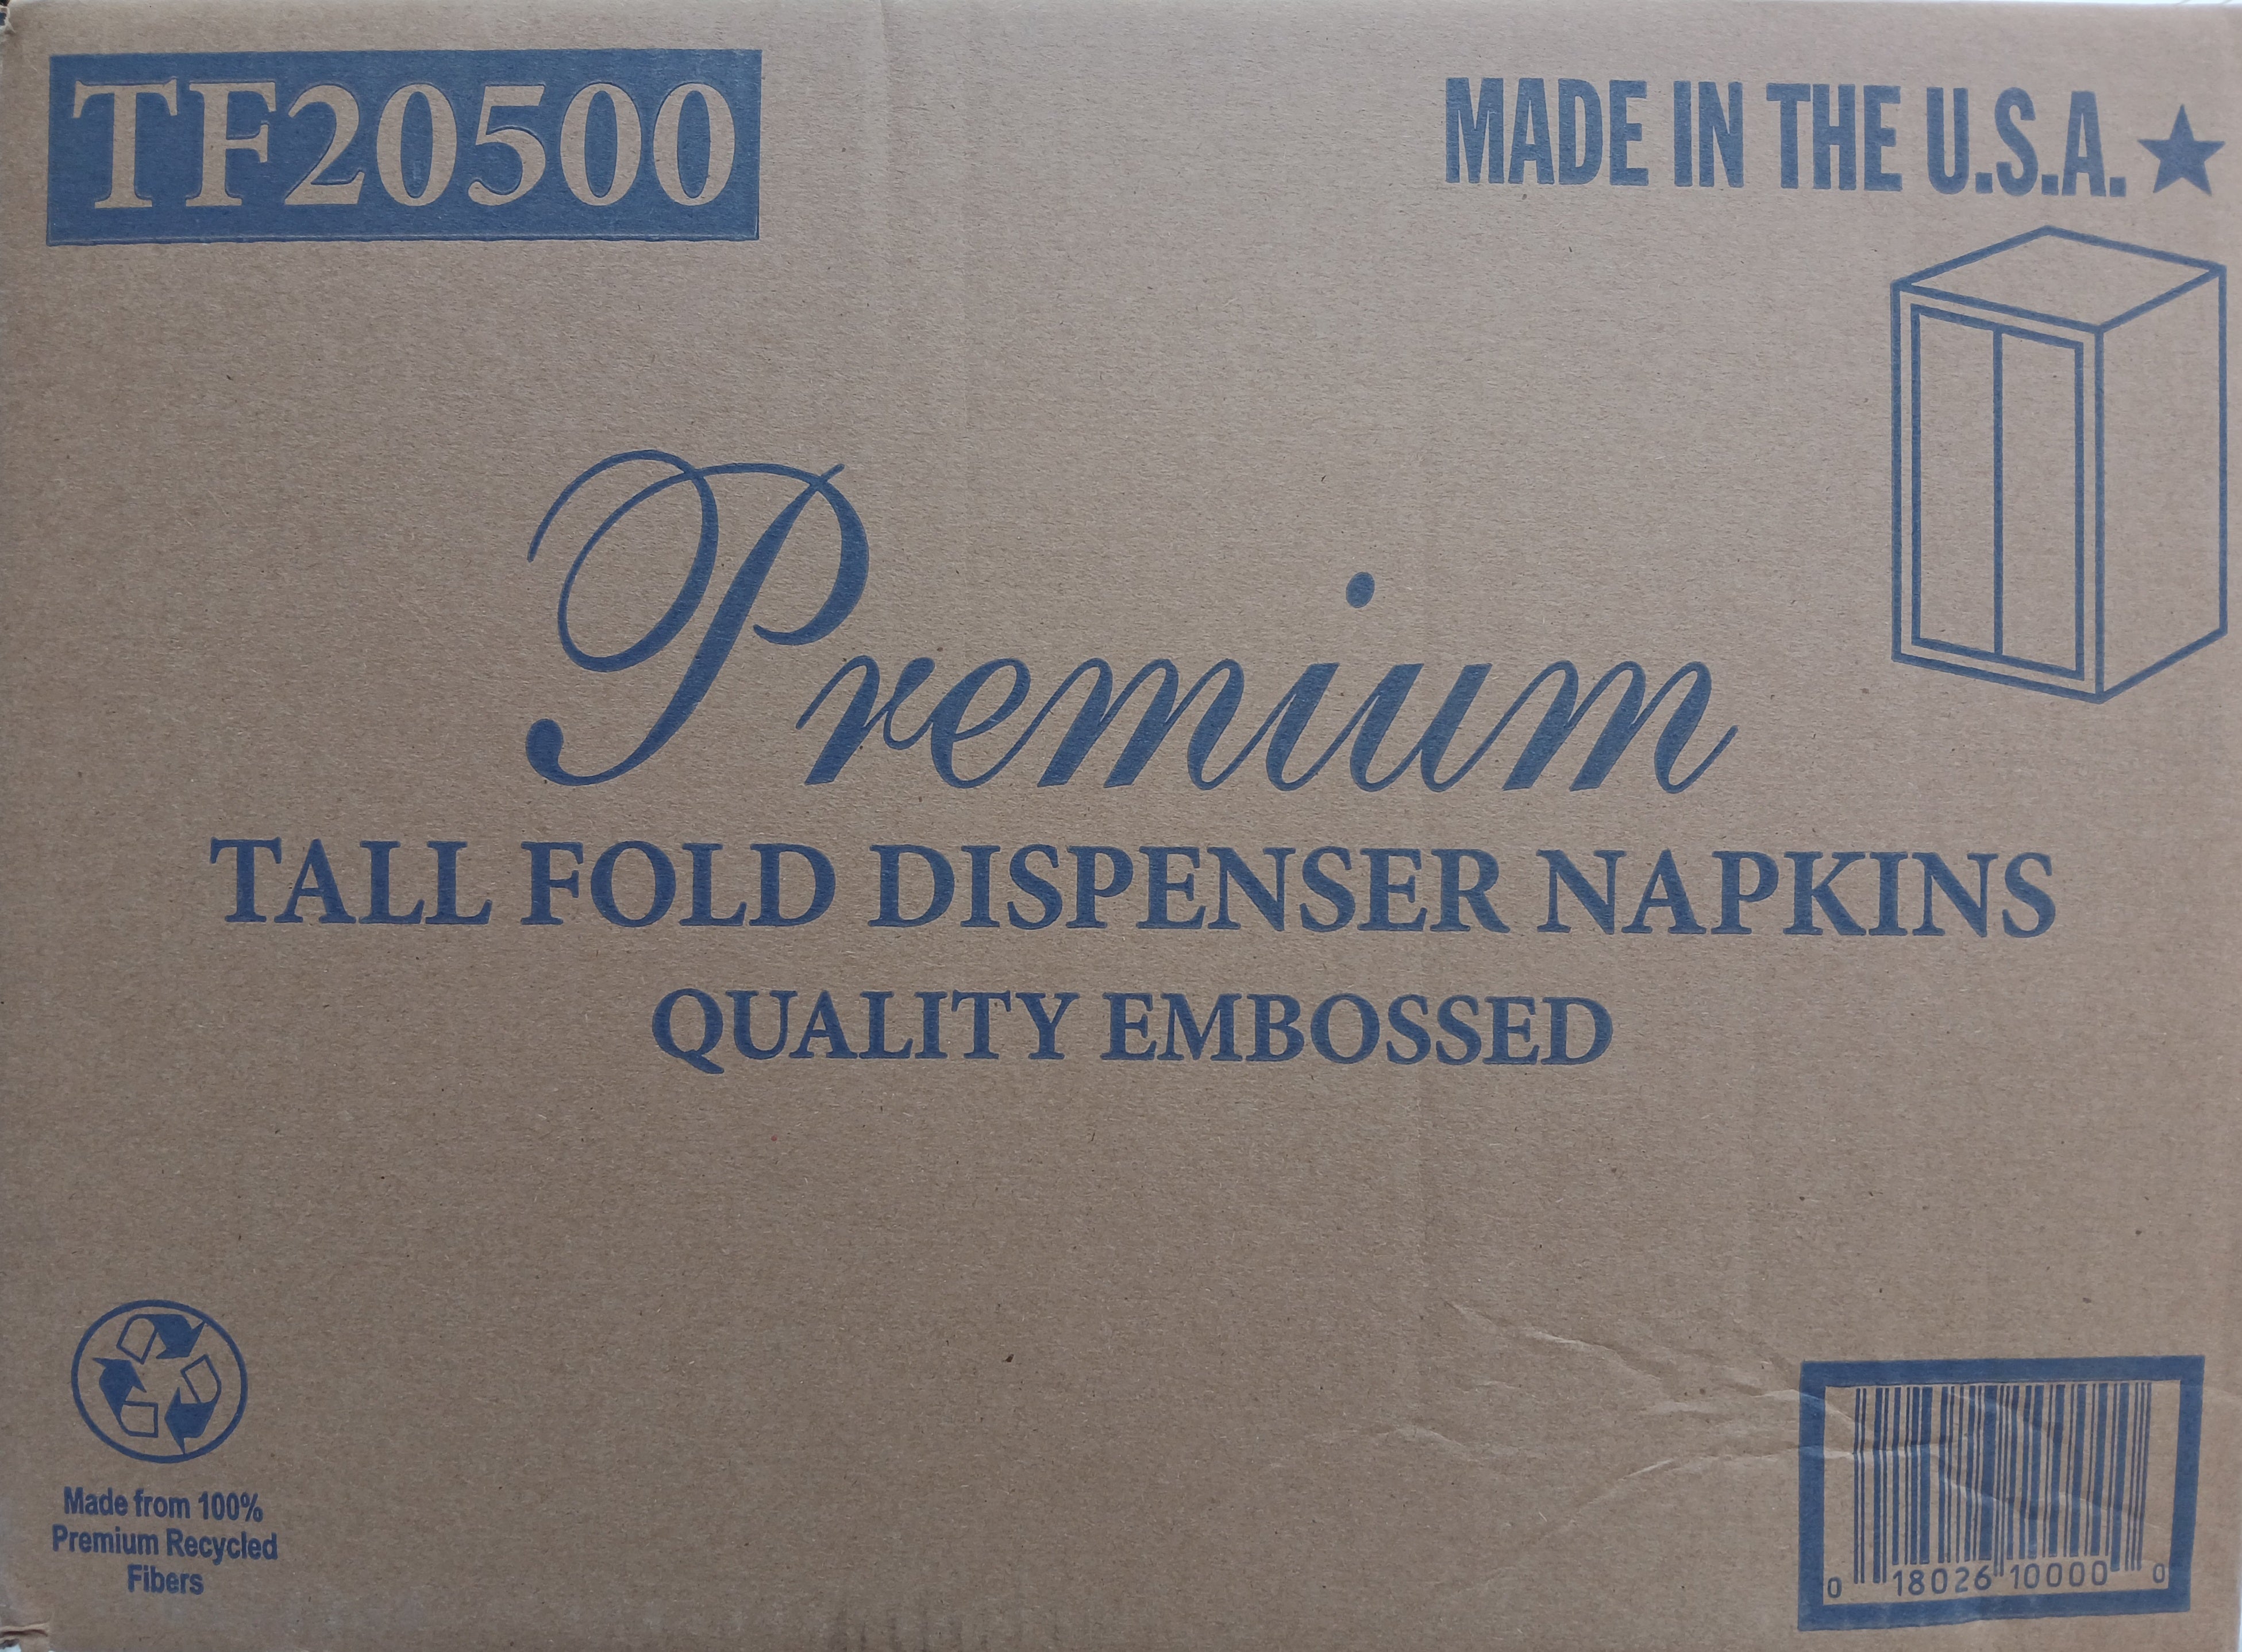 TF20500
MADE IN THE U.S.A.
Premium
TALL FOLD DISPENSER NAPKINS
QUALITY EMBOSSED
Made from 100%
Premium Recycled
Fibers
0 18026 10000 0